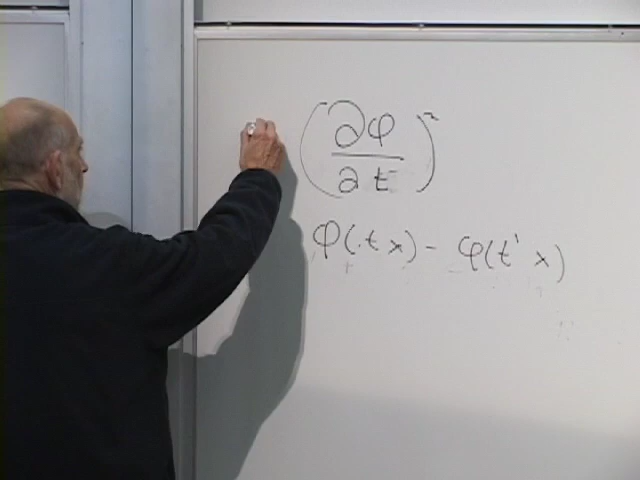 (∂φ/∂t)²
φ(t x) - φ(t' x)